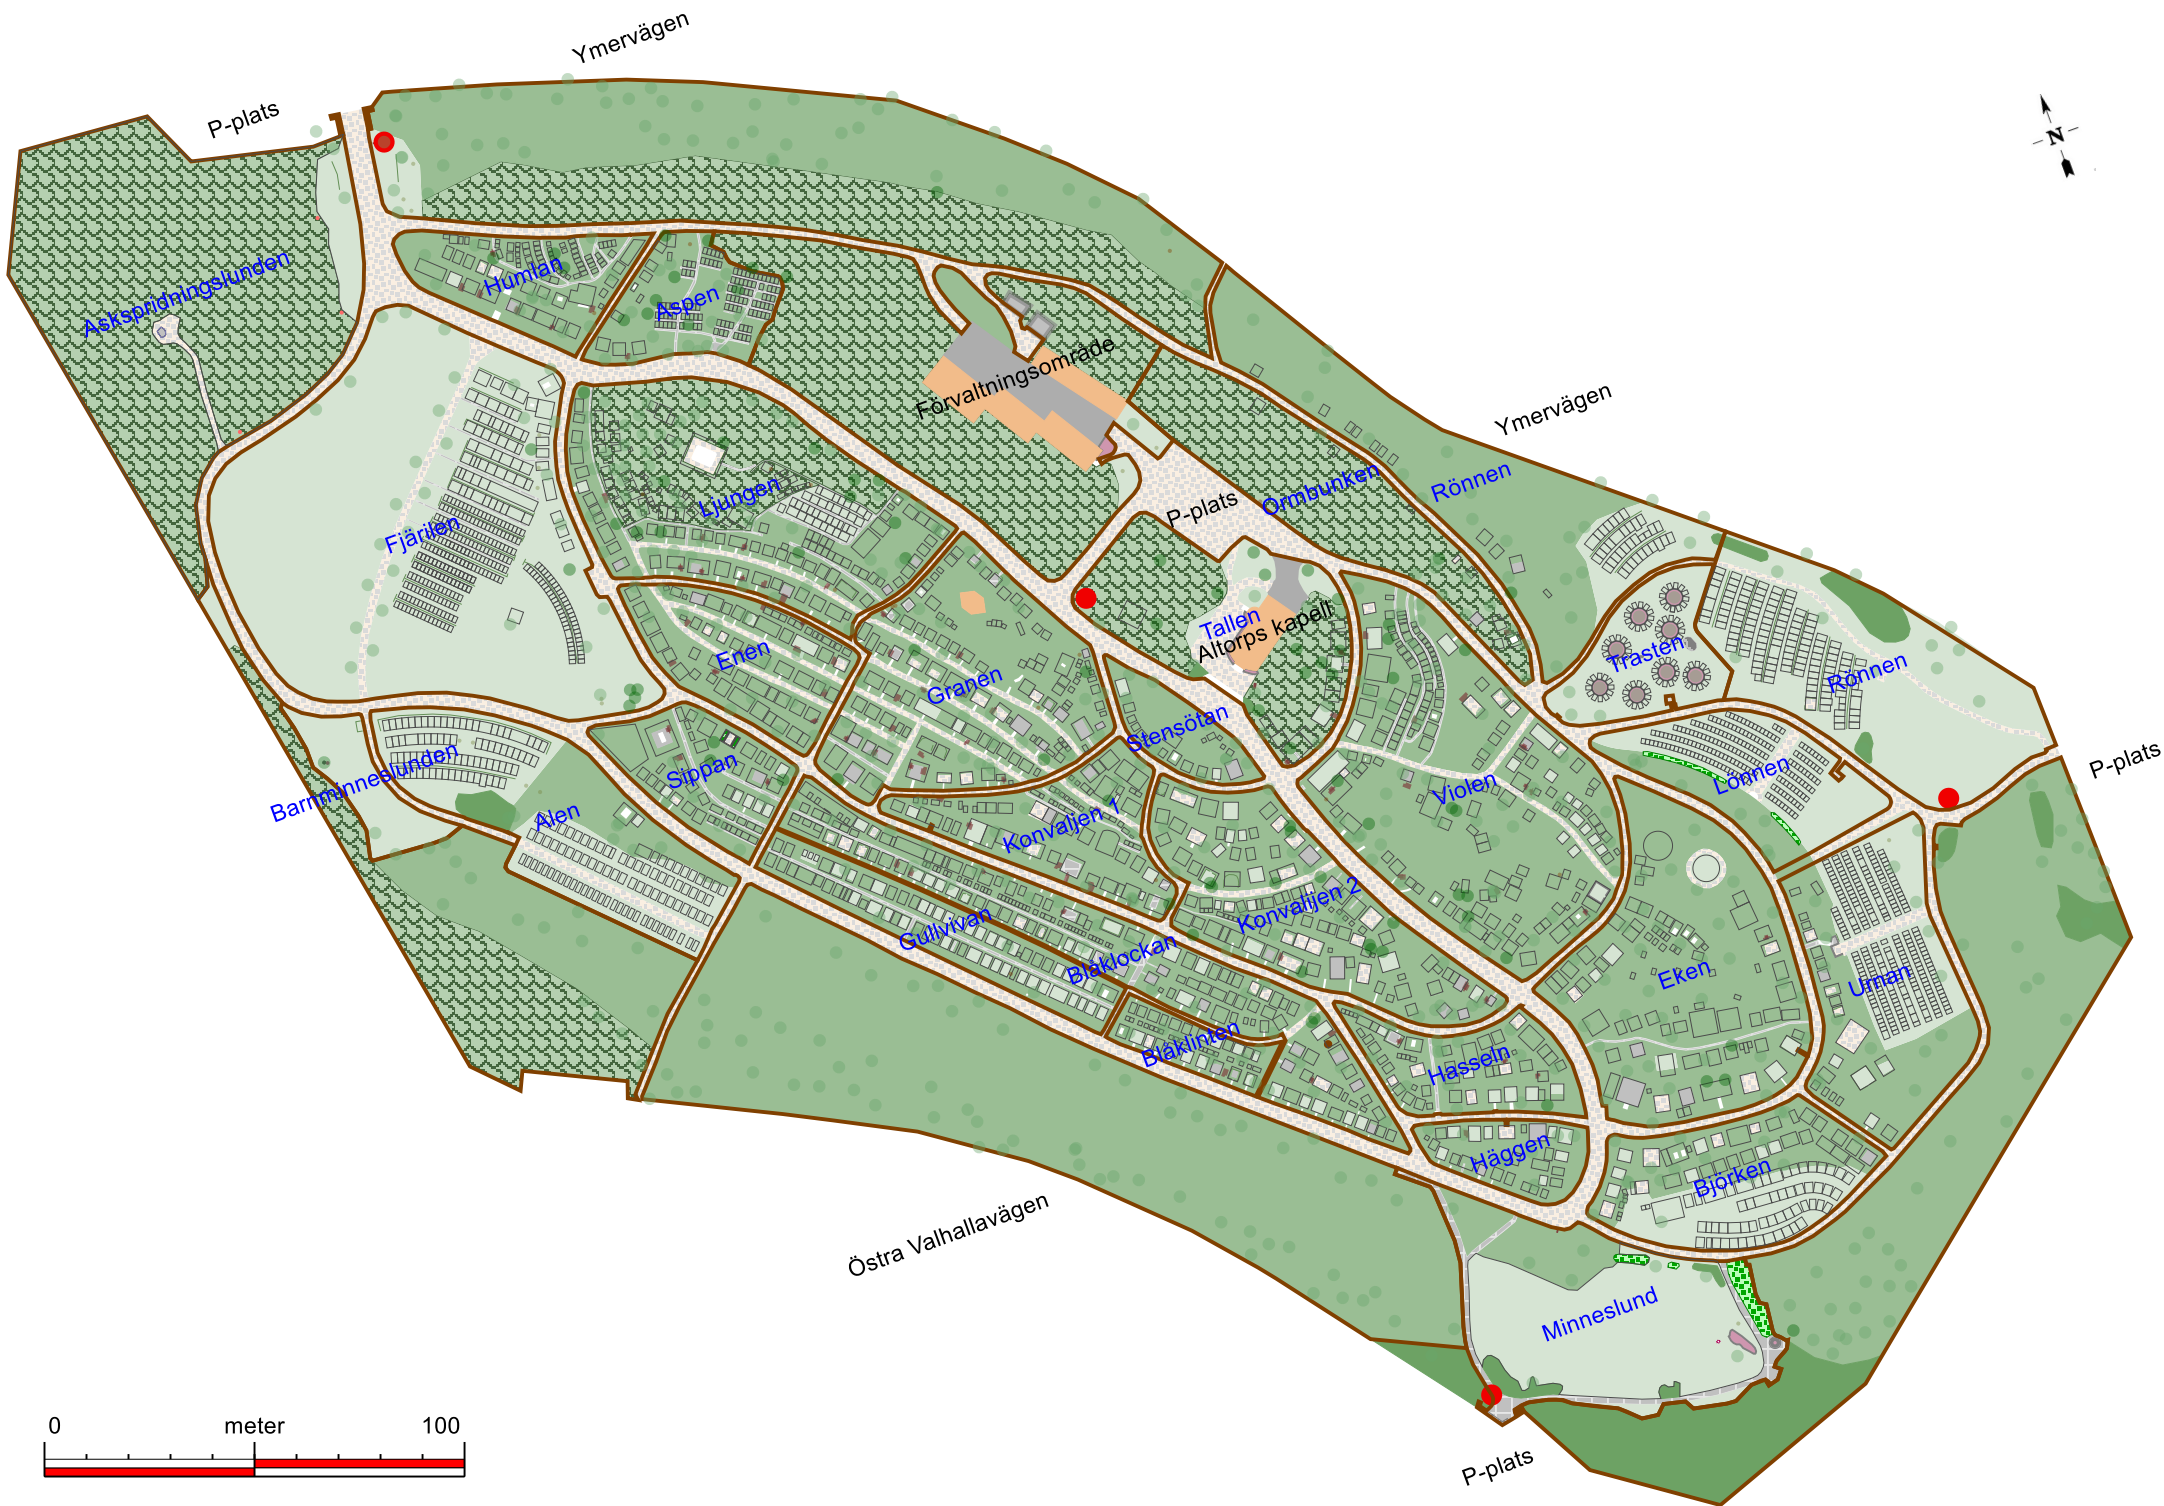 Ymervägen
P-plats
N
Askspridningslunden
Humlan
Aspen
Förvaltningsområde
Ymervägen
Ljungen
P-plats
Ormbunken
Rönnen
Fjärilen
Tallen
Altorps kapell
Enen
Granen
Trasten
Rönnen
Stensötan
P-plats
Barnminneslunden
Sippan
Violen
Lönnen
Alen
Konvaljen 1
Konvalijen 2
Gullvivan
Blåklockan
Eken
Urnan
Blåklinten
Hasseln
Häggen
Björken
Östra Valhallavägen
Minneslund
0 meter 100
P-plats